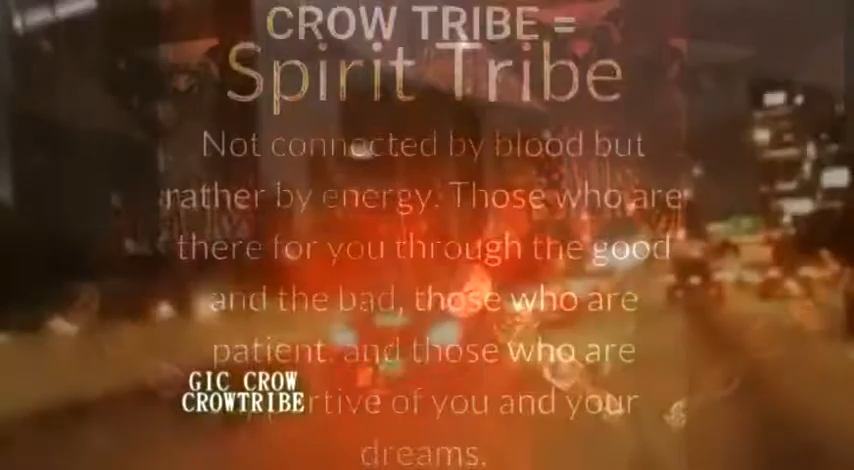 CROW TRIBE =
Spirit Tribe
Not connected by blood but
rather by energy. Those who are
there for you through the good
and the bad, those who are
patient. and those who are
GIC CROW
CROWTRIBE
rtive of you and your
dreams.